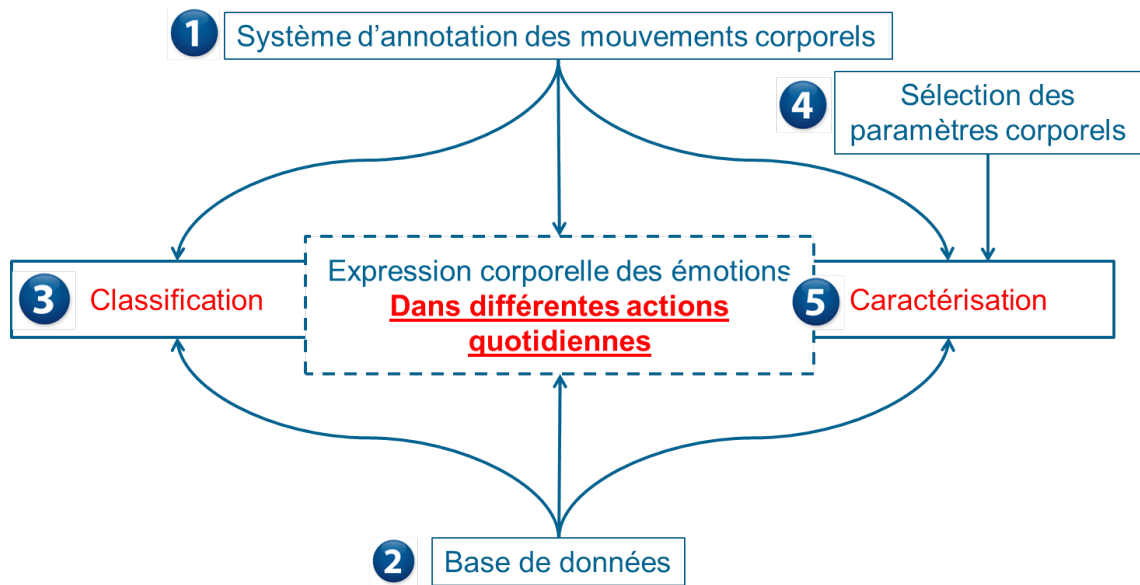 1 Système d’annotation des mouvements corporels
4 Sélection des
paramètres corporels
3 Classification
Expression corporelle des émotions
Dans différentes actions
quotidiennes
5 Caractérisation
2 Base de données